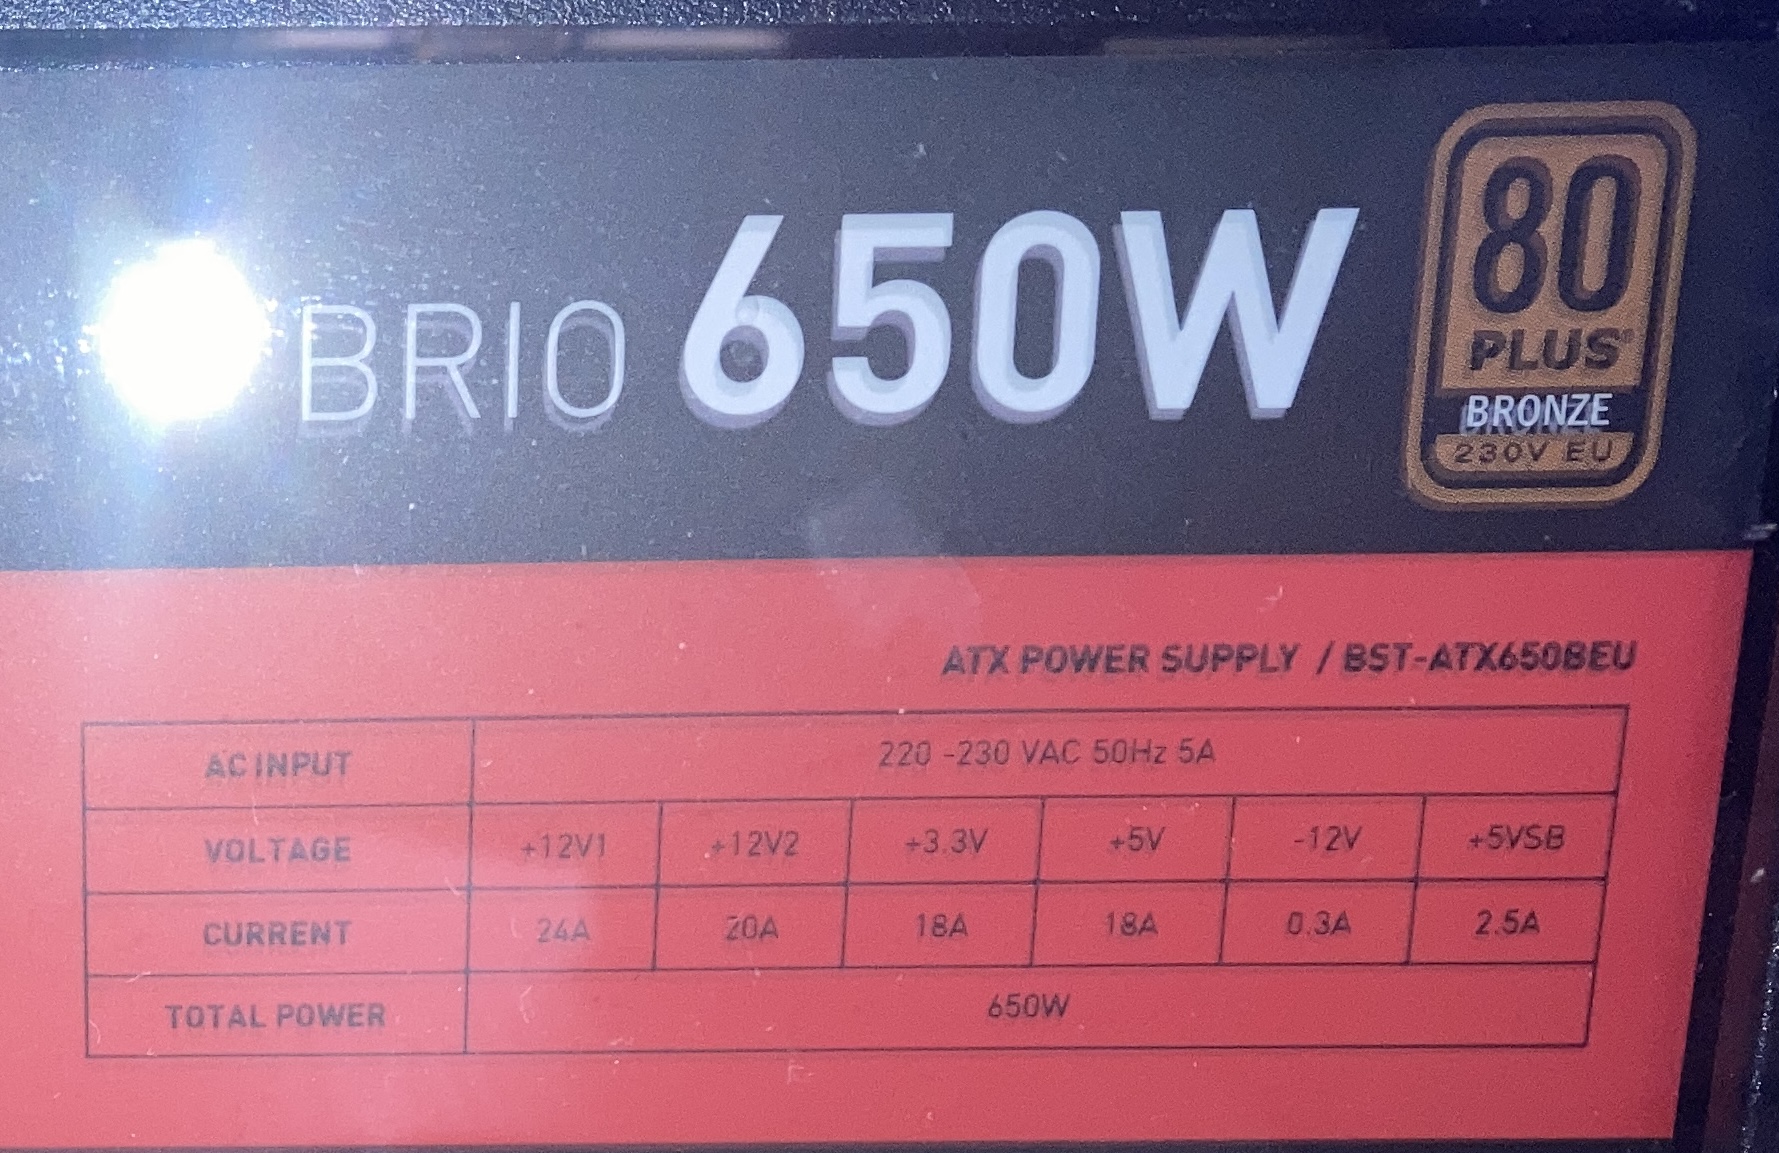 BRIO 650W
80
PLUS®
BRONZE
230V EU
ATX POWER SUPPLY / BST-ATX650BEU
AC INPUT 220 -230 VAC 50Hz 5A
VOLTAGE +12V1 +12V2 +3.3V +5V -12V +5VSB
CURRENT 24A 20A 18A 18A 0.3A 2.5A
TOTAL POWER 650W